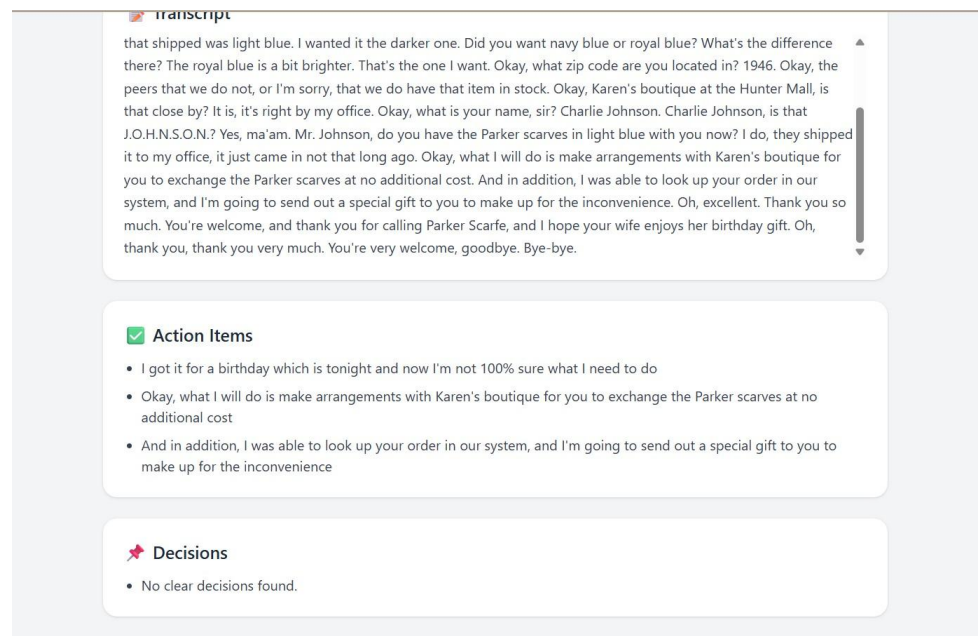 Transcript
that shipped was light blue. I wanted it the darker one. Did you want navy blue or royal blue? What's the difference
there? The royal blue is a bit brighter. That's the one I want. Okay, what zip code are you located in? 1946. Okay, the
peers that we do not, or I'm sorry, that we do have that item in stock. Okay, Karen's boutique at the Hunter Mall, is
that close by? It is, it's right by my office. Okay, what is your name, sir? Charlie Johnson. Charlie Johnson, is that
J.O.H.N.S.O.N.? Yes, ma'am. Mr. Johnson, do you have the Parker scarves in light blue with you now? I do, they shipped
it to my office, it just came in not that long ago. Okay, what I will do is make arrangements with Karen's boutique for
you to exchange the Parker scarves at no additional cost. And in addition, I was able to look up your order in our
system, and I'm going to send out a special gift to you to make up for the inconvenience. Oh, excellent. Thank you so
much. You're welcome, and thank you for calling Parker Scarfe, and I hope your wife enjoys her birthday gift. Oh,
thank you, thank you very much. You're very welcome, goodbye. Bye-bye.
Action Items
• I got it for a birthday which is tonight and now I'm not 100% sure what I need to do
• Okay, what I will do is make arrangements with Karen's boutique for you to exchange the Parker scarves at no
additional cost
• And in addition, I was able to look up your order in our system, and I'm going to send out a special gift to you to
make up for the inconvenience
Decisions
• No clear decisions found.